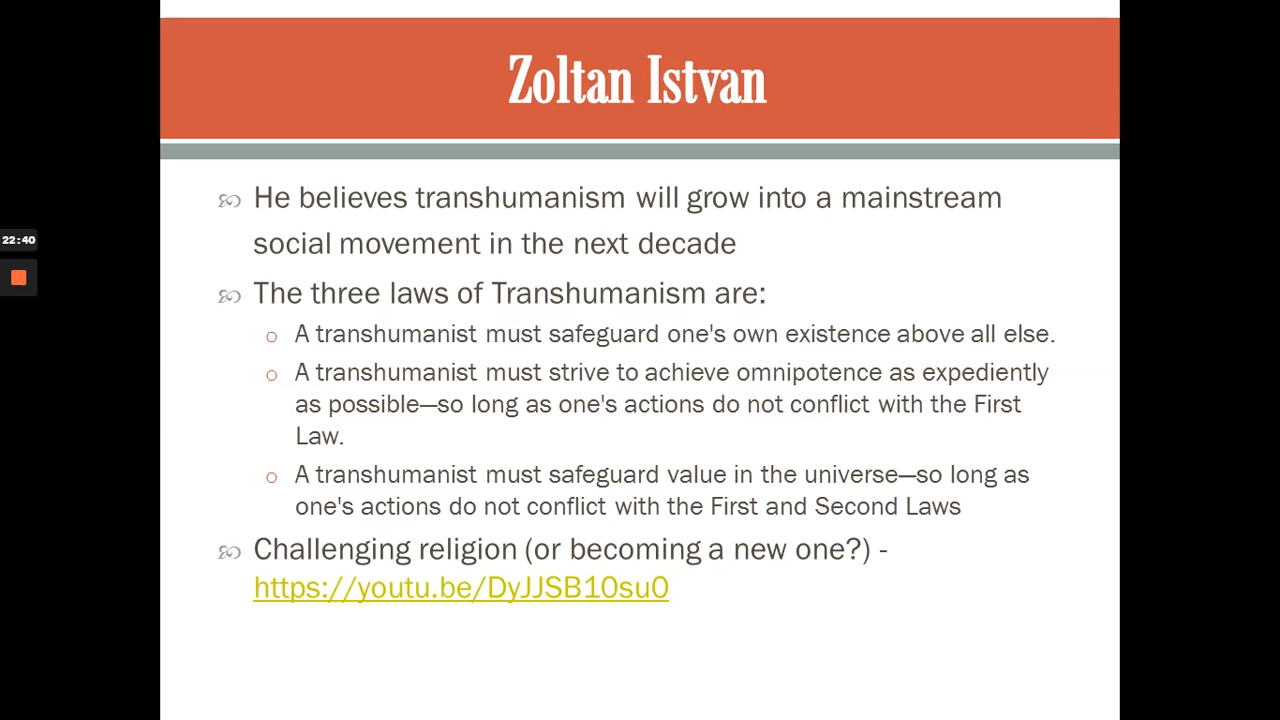 Zoltan Istvan
He believes transhumanism will grow into a mainstream
social movement in the next decade
22:40
The three laws of Transhumanism are:
A transhumanist must safeguard one's own existence above all else.
A transhumanist must strive to achieve omnipotence as expediently
as possible—so long as one's actions do not conflict with the First
Law.
A transhumanist must safeguard value in the universe—so long as
one's actions do not conflict with the First and Second Laws
Challenging religion (or becoming a new one?) -
https://youtu.be/DyJJSB10su0